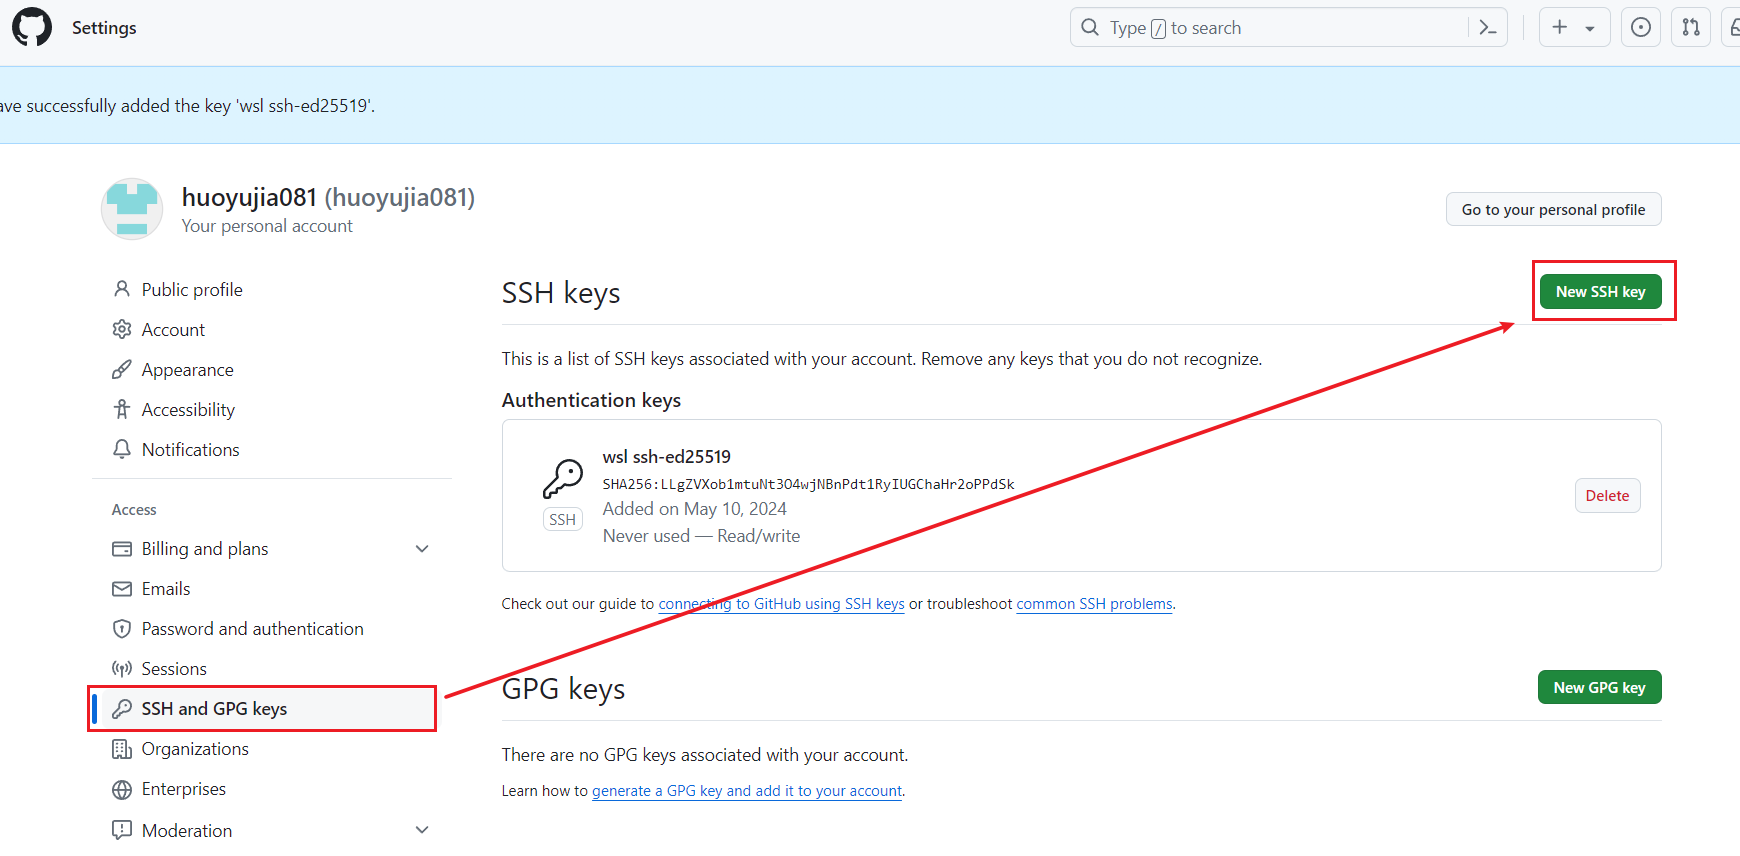 Settings
Type / to search
ave successfully added the key 'wsl ssh-ed25519'.
huoyujia081 (huoyujia081)
Your personal account
Go to your personal profile
Public profile
Account
Appearance
Accessibility
Notifications
Access
Billing and plans
Emails
Password and authentication
Sessions
SSH and GPG keys
Organizations
Enterprises
Moderation
SSH keys
New SSH key
This is a list of SSH keys associated with your account. Remove any keys that you do not recognize.
Authentication keys
wsl ssh-ed25519
SHA256:LLgZVXob1mtuNt3O4wjNBnPdt1RyIUGChaHr2oPPdSk
SSH
Added on May 10, 2024
Never used — Read/write
Delete
Check out our guide to connecting to GitHub using SSH keys or troubleshoot common SSH problems.
GPG keys
New GPG key
There are no GPG keys associated with your account.
Learn how to generate a GPG key and add it to your account.